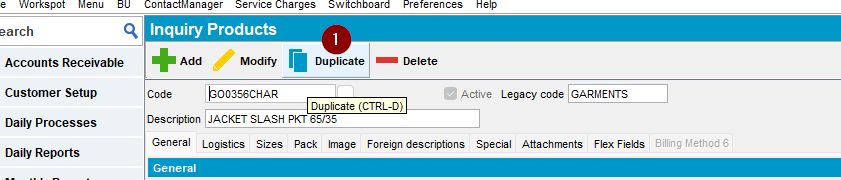 Workspot Menu BU ContactManager Service Charges Switchboard Preferences Help
earch
Inquiry Products
1
Add Modify Duplicate Delete
Accounts Receivable
Customer Setup
Daily Processes
Daily Reports
Code GO0356CHAR Active Legacy code GARMENTS
Duplicate (CTRL-D)
Description JACKET SLASH PKT 65/35
General Logistics Sizes Pack Image Foreign descriptions Special Attachments Flex Fields Billing Method 6
General